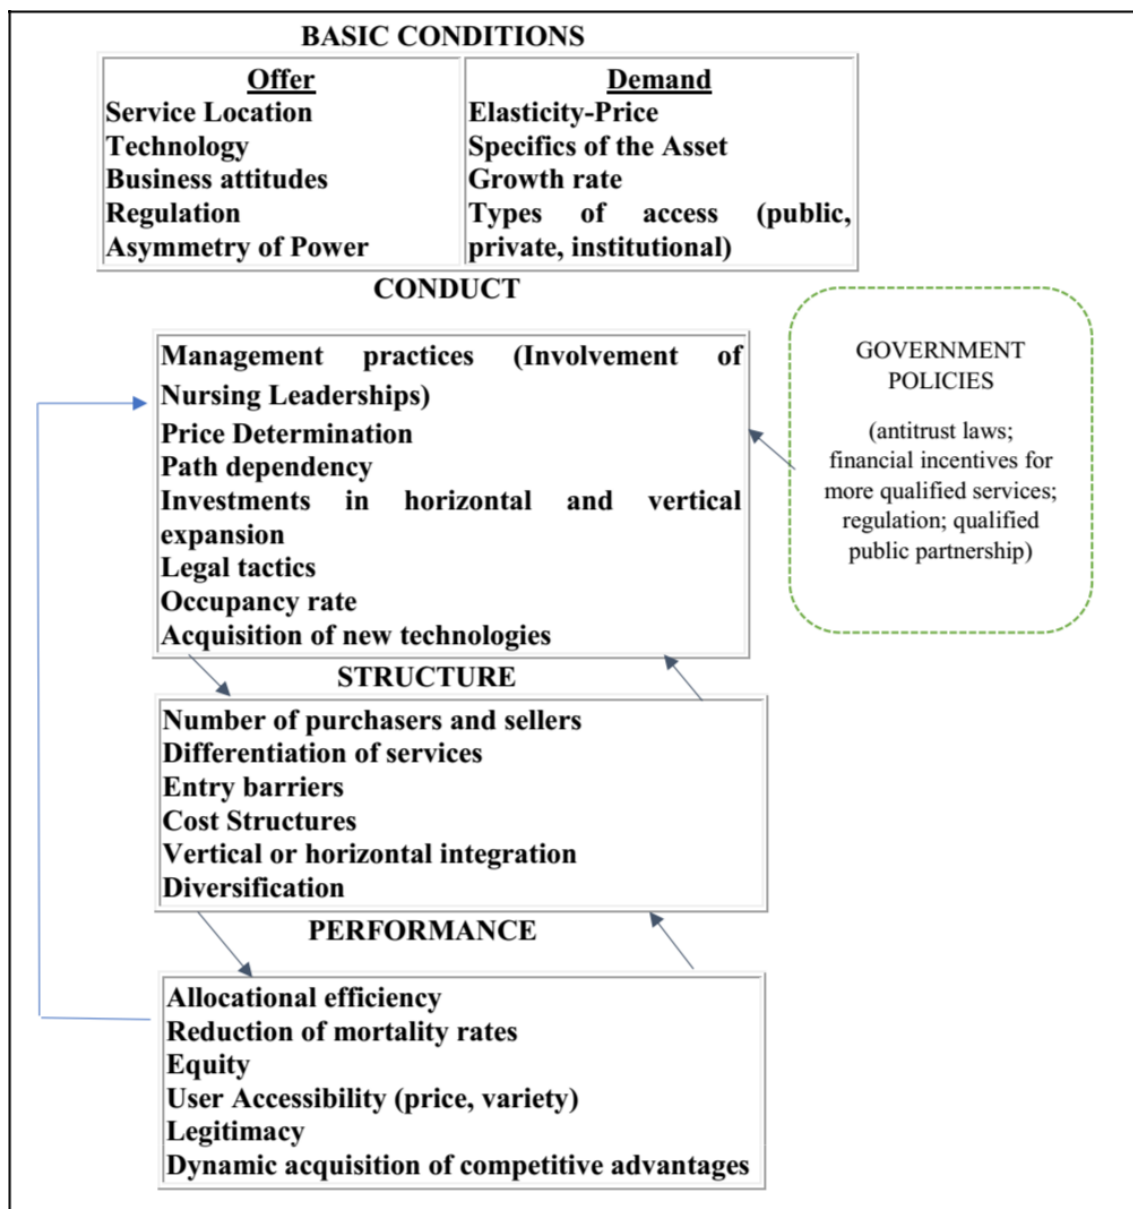 BASIC CONDITIONS
Offer
Service Location
Technology
Business attitudes
Regulation
Asymmetry of Power
Demand
Elasticity-Price
Specifics of the Asset
Growth rate
Types of access (public,
private, institutional)
CONDUCT
Management practices (Involvement of
Nursing Leaderships)
Price Determination
Path dependency
Investments in horizontal and vertical
expansion
Legal tactics
Occupancy rate
Acquisition of new technologies
GOVERNMENT
POLICIES
(antitrust laws;
financial incentives for
more qualified services;
regulation; qualified
public partnership)
STRUCTURE
Number of purchasers and sellers
Differentiation of services
Entry barriers
Cost Structures
Vertical or horizontal integration
Diversification
PERFORMANCE
Allocational efficiency
Reduction of mortality rates
Equity
User Accessibility (price, variety)
Legitimacy
Dynamic acquisition of competitive advantages